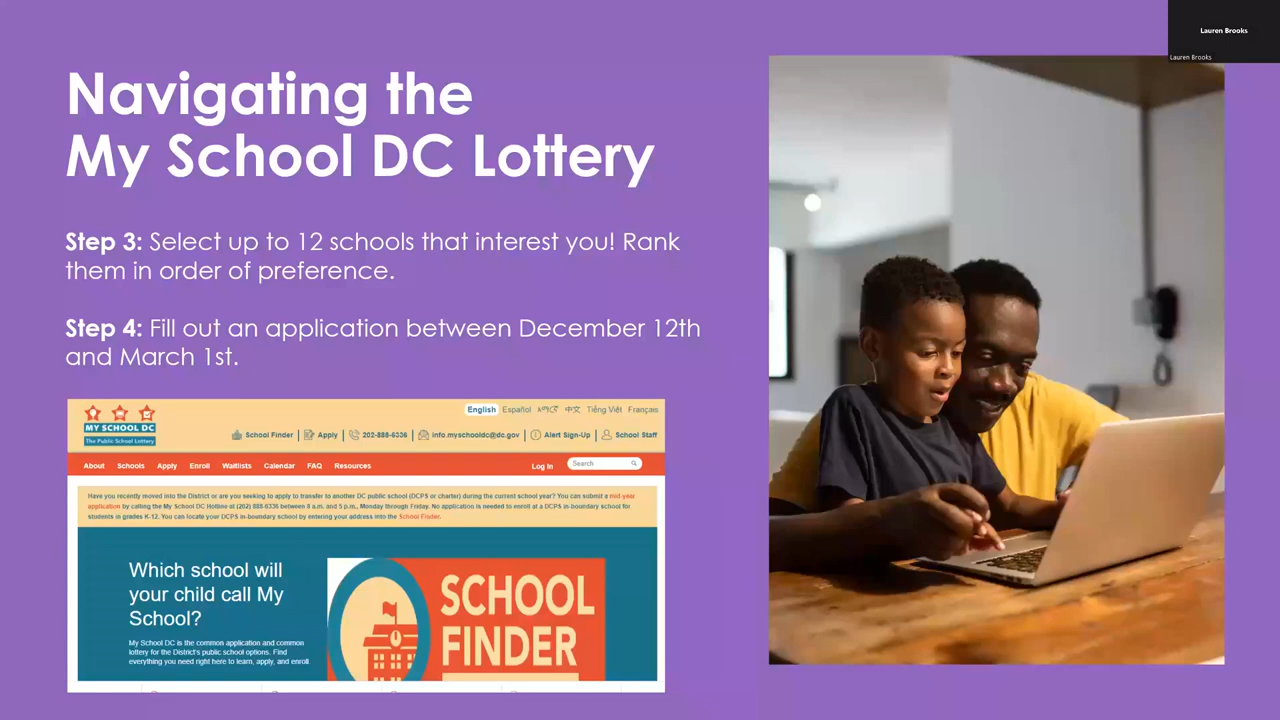 Lauren Brooks
Lauren Brooks
Navigating the
My School DC Lottery
Step 3: Select up to 12 schools that interest you! Rank
them in order of preference.
Step 4: Fill out an application between December 12th
and March 1st.
English Español አማርኛ 中文 Tiếng Việt Français
MY SCHOOL DC
The Public School Lottery
School Finder Apply 202-888-6336 info.myschooldc@dc.gov Alert Sign-Up School Staff
About Schools Apply Enroll Waitlists Calendar FAQ Resources Log In Search
Have you recently moved into the District or are you seeking to apply to transfer to another DC public school (DCPS or charter) during the current school year? You can submit a mid-year
application by calling the My School DC Hotline at (202) 888-6336 between 8 a.m. and 5 p.m., Monday through Friday. No application is needed to enroll at a DCPS in-boundary school for
students in grades K-12. You can locate your DCPS in-boundary school by entering your address into the School Finder.
Which school will
your child call My
School?
My School DC is the common application and common
lottery for the District's public school options. Find
everything you need right here to learn, apply, and enroll.
SCHOOL
FINDER